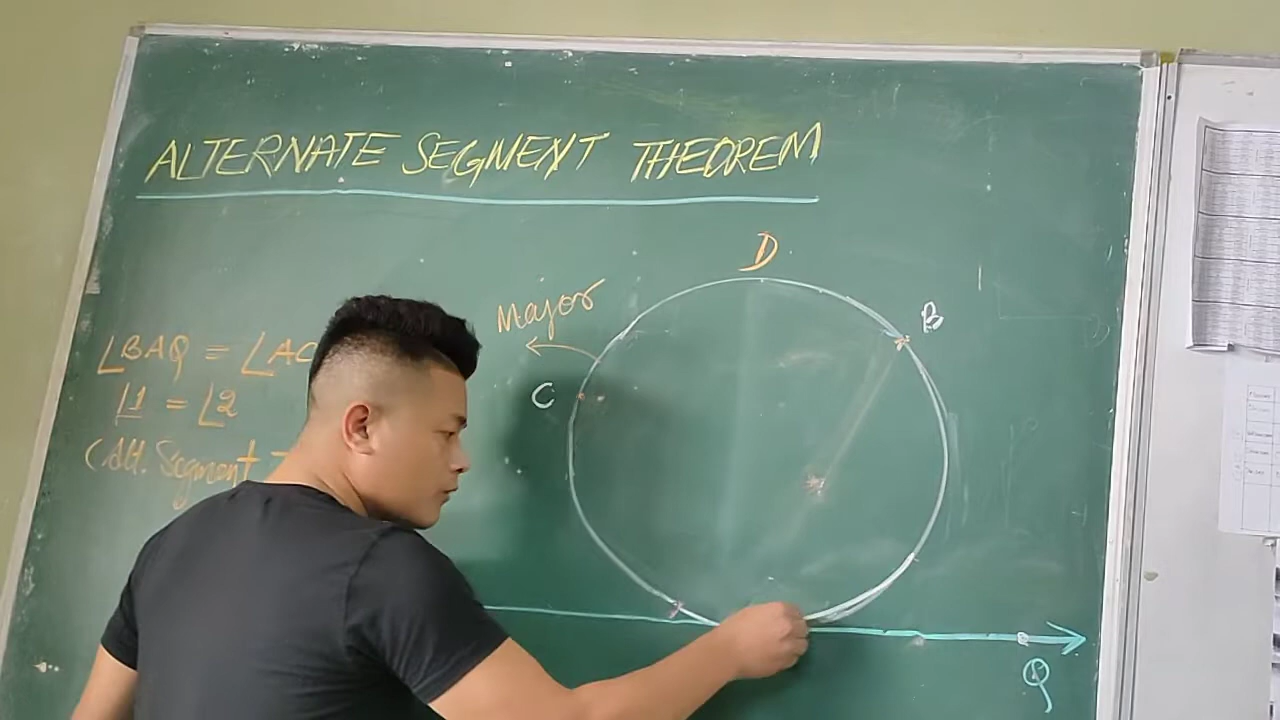 ALTERNATE SEGMENT THEOREM
D
Major
B
C
∠BAQ = ∠AC
∠1 = ∠2
(Alt. Segment
Q